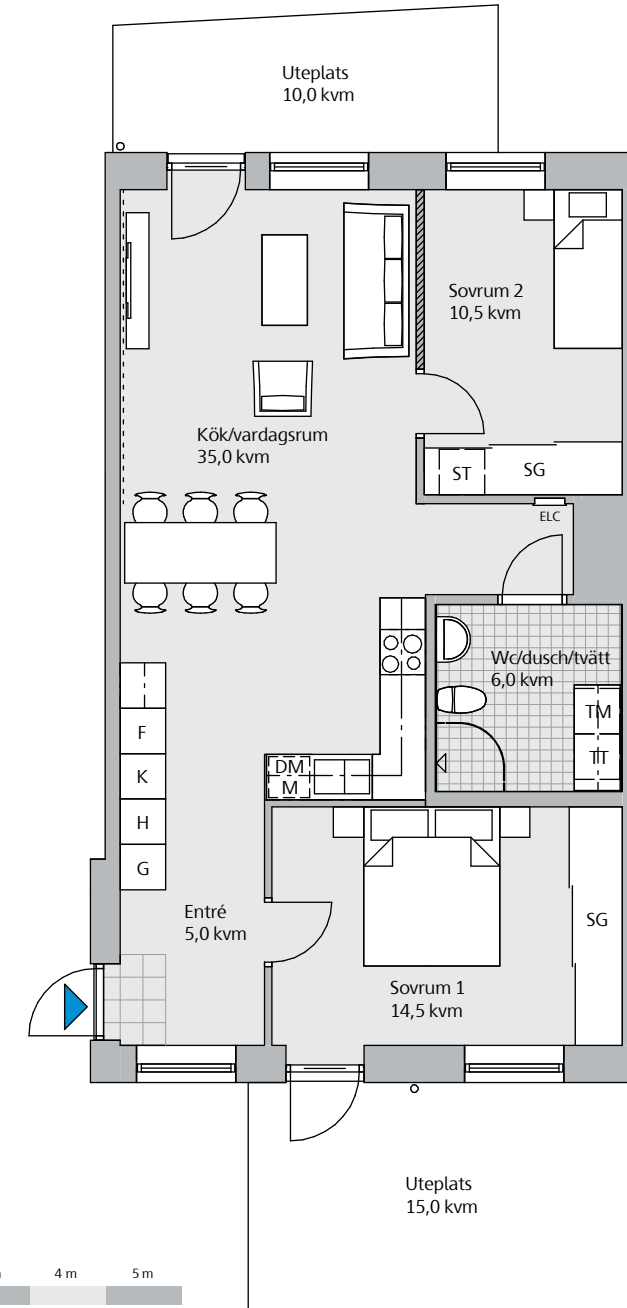 Uteplats
10,0 kvm
Sovrum 2
10,5 kvm
Kök/vardagsrum
35,0 kvm
ST
SG
ELC
Wc/dusch/tvätt
6,0 kvm
TM
TT
F
K
H
G
DM
M
Entré
5,0 kvm
SG
Sovrum 1
14,5 kvm
Uteplats
15,0 kvm
4 m
5 m